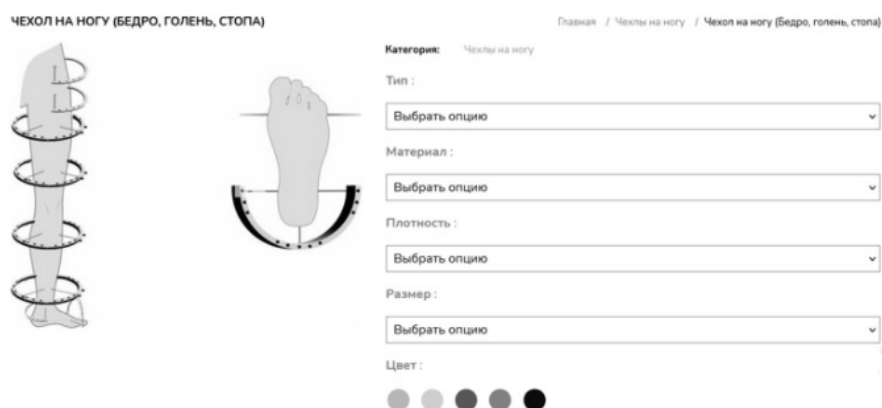 ЧЕХОЛ НА НОГУ (БЕДРО, ГОЛЕНЬ, СТОПА)
Главная / Чехлы на ногу / Чехол на ногу (Бедро, голень, стопа)
Категория: Чехлы на ногу
Тип :
Выбрать опцию
Материал :
Выбрать опцию
Плотность :
Выбрать опцию
Размер :
Выбрать опцию
Цвет :